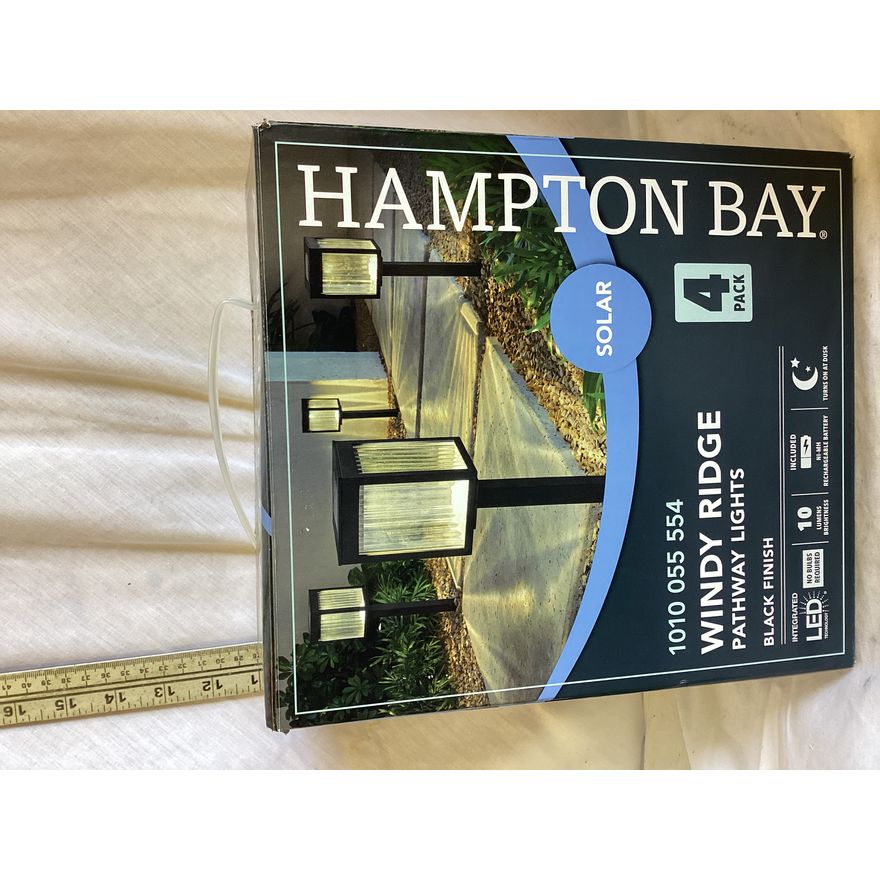 HAMPTON BAY®
SOLAR
4
PACK
1010 055 554
WINDY RIDGE
PATHWAY LIGHTS
BLACK FINISH
INTEGRATED
LED
TECHNOLOGY
NO BULBS
REQUIRED
10
LUMENS
BRIGHTNESS
INCLUDED
NI-MH
RECHARGEABLE BATTERY
TURNS ON AT DUSK
16 15 14 13 12 11